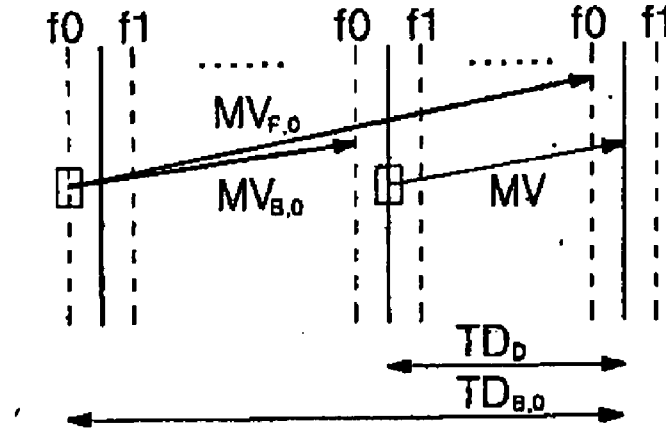 f0 f1 ........ f0 f1 ...... f0 f1
MV_F,0
MV_B,0 MV
TD_D
TD_B,0